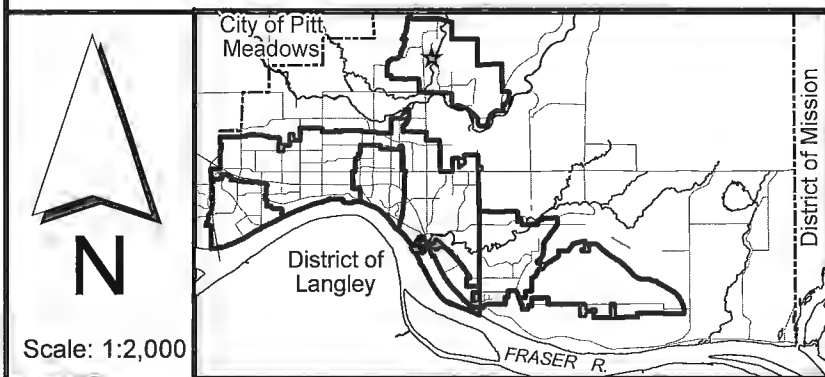 City of Pitt
Meadows
District of Mission
N
District of
Langley
Scale: 1:2,000
FRASER R.